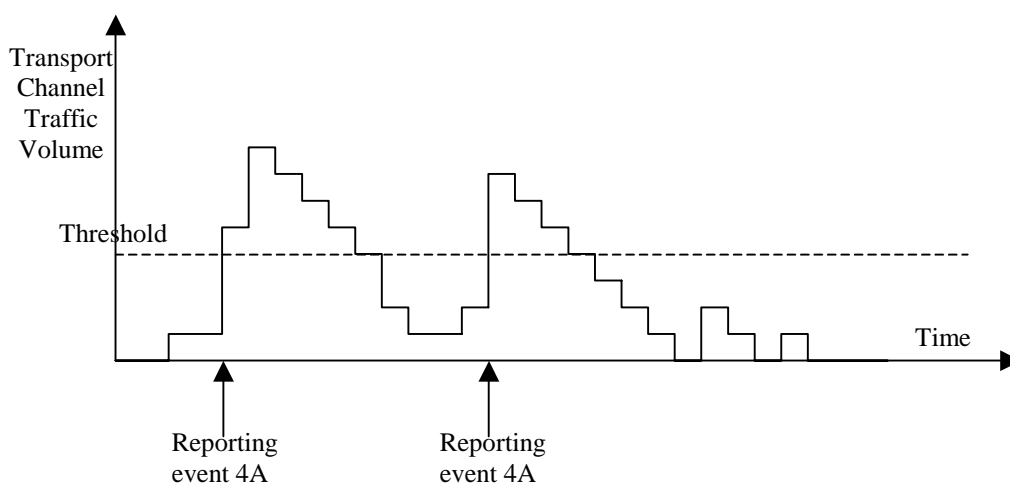 Transport
Channel
Traffic
Volume
Threshold
Time
Reporting
event 4A
Reporting
event 4A